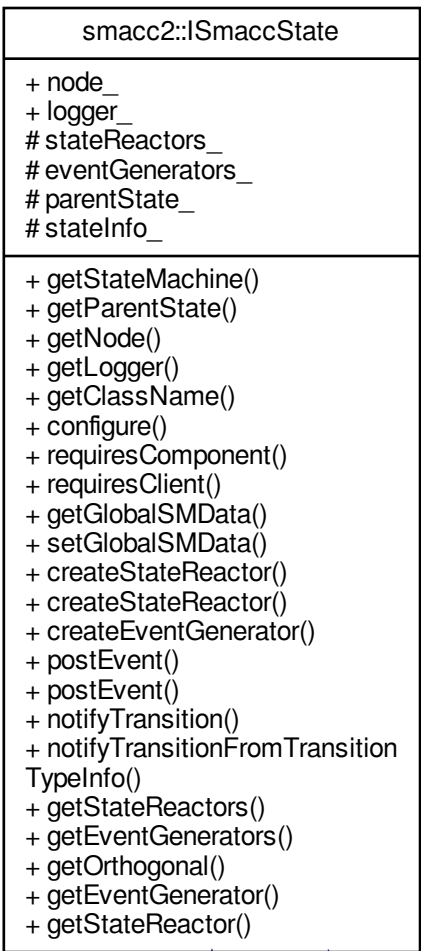 smacc2::ISmaccState
+ node_
+ logger_
# stateReactors_
# eventGenerators_
# parentState_
# stateInfo_
+ getStateMachine()
+ getParentState()
+ getNode()
+ getLogger()
+ getClassName()
+ configure()
+ requiresComponent()
+ requiresClient()
+ getGlobalSMData()
+ setGlobalSMData()
+ createStateReactor()
+ createStateReactor()
+ createEventGenerator()
+ postEvent()
+ postEvent()
+ notifyTransition()
+ notifyTransitionFromTransition
TypeInfo()
+ getStateReactors()
+ getEventGenerators()
+ getOrthogonal()
+ getEventGenerator()
+ getStateReactor()